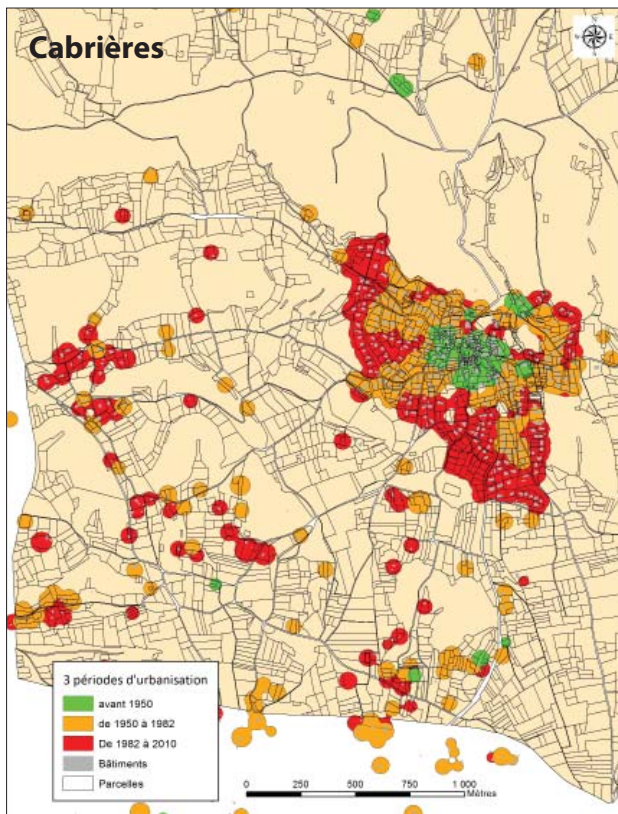 Cabrières
N
3 périodes d'urbanisation
avant 1950
de 1950 à 1982
De 1982 à 2010
Bâtiments
Parcelles
0 250 500 750 1 000
Mètres